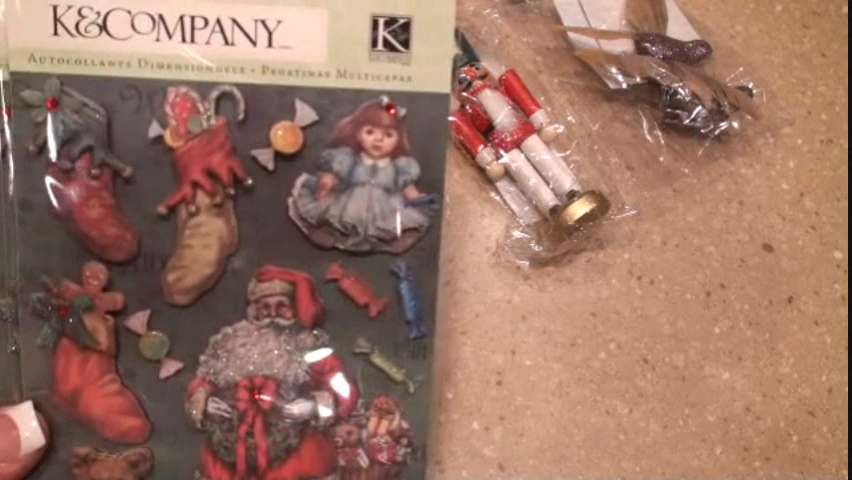 K&COMPANY
K
AUTOCOLLANTS DIMENSIONNELS • PEGATINAS MULTICAPAS